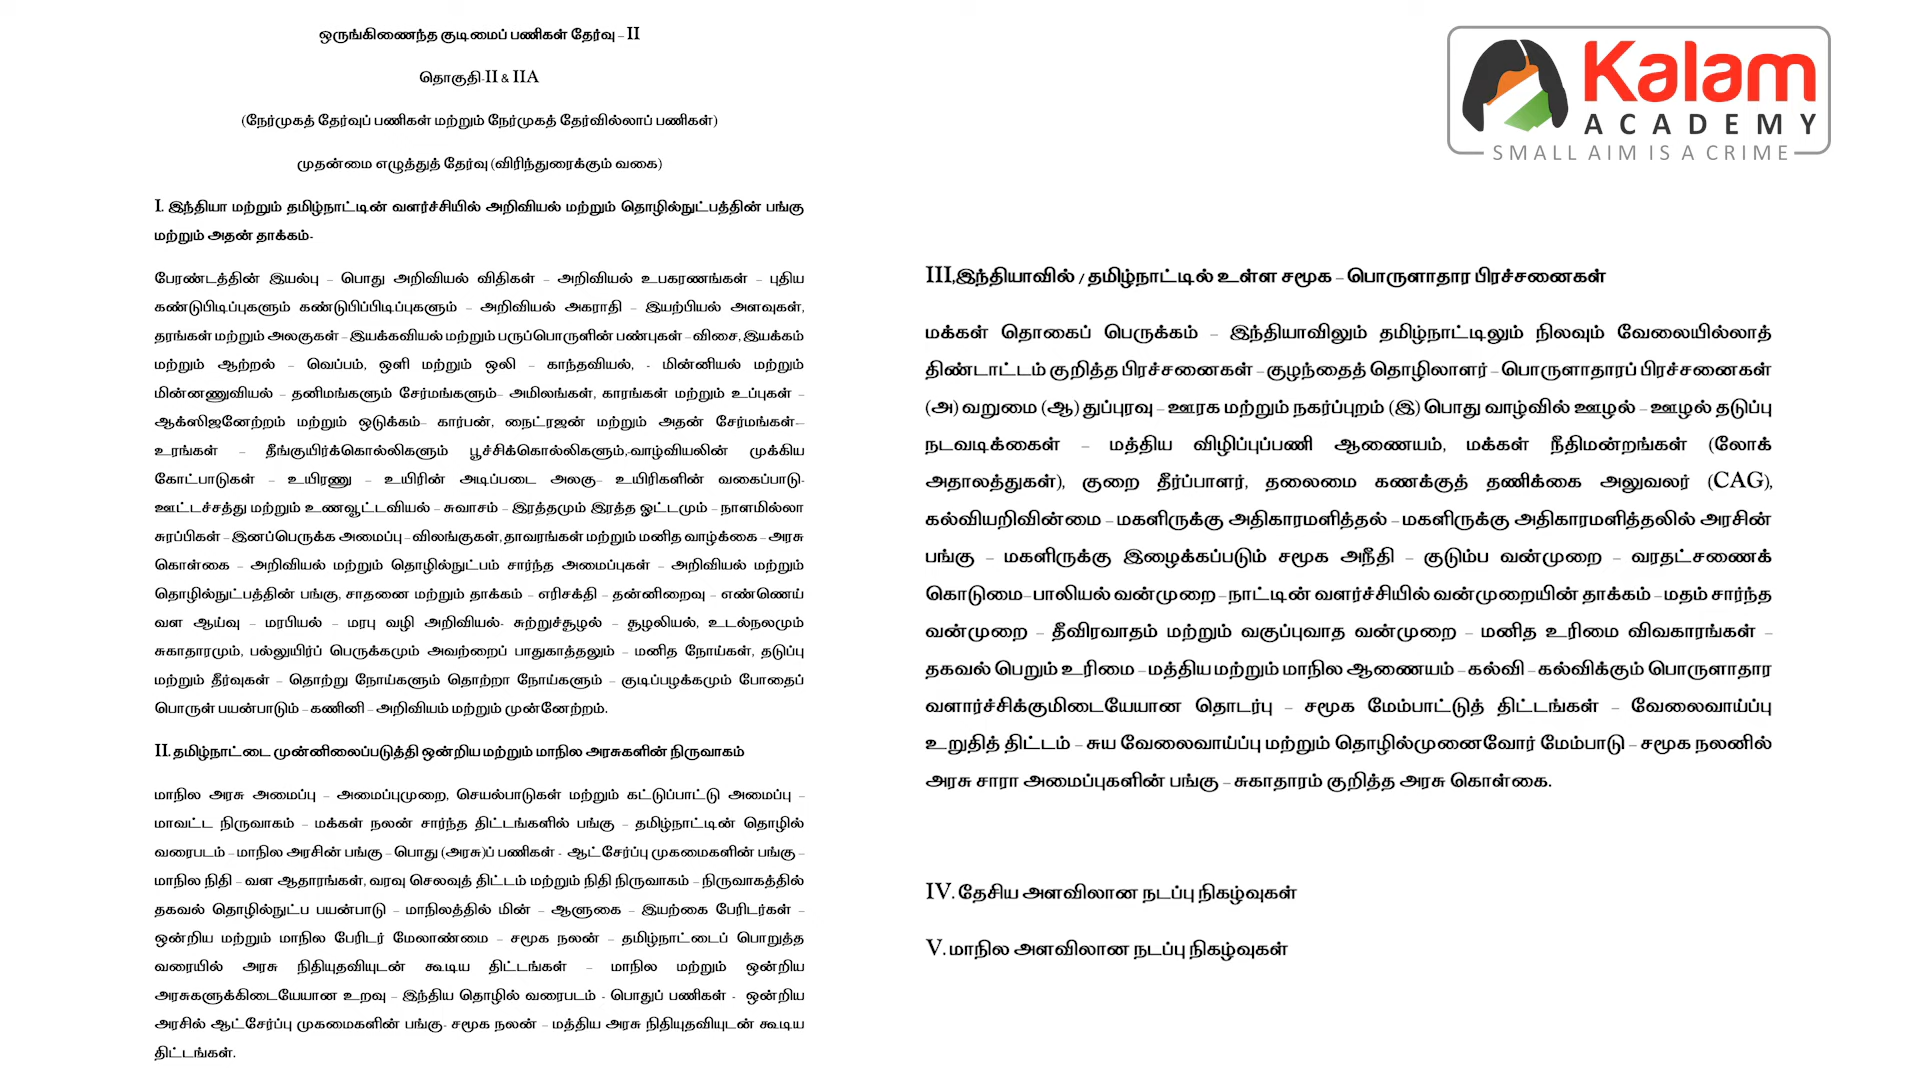 ஒருங்கிணைந்த குடிமைப் பணிகள் தேர்வு – II
தொகுதி-II & IIA
(நேர்முகத் தேர்வுப் பணிகள் மற்றும் நேர்முகத் தேர்வில்லாப் பணிகள்)
முதன்மை எழுத்துத் தேர்வு (விரிந்துரைக்கும் வகை)
I. இந்தியா மற்றும் தமிழ்நாட்டின் வளர்ச்சியில் அறிவியல் மற்றும் தொழில்நுட்பத்தின் பங்கு
மற்றும் அதன் தாக்கம்-
பேரண்டத்தின் இயல்பு – பொது அறிவியல் விதிகள் – அறிவியல் உபகரணங்கள் – புதிய
கண்டுபிடிப்புகளும் கண்டுபிப்பிடிப்புகளும் – அறிவியல் அகராதி – இயற்பியல் அளவுகள்,
தரங்கள் மற்றும் அலகுகள் – இயக்கவியல் மற்றும் பருப்பொருளின் பண்புகள் – விசை, இயக்கம்
மற்றும் ஆற்றல் – வெப்பம், ஒளி மற்றும் ஒலி – காந்தவியல், - மின்னியல் மற்றும்
மின்னணுவியல் – தனிமங்களும் சேர்மங்களும்– அமிலங்கள், காரங்கள் மற்றும் உப்புகள் –
ஆக்ஸிஜனேற்றம் மற்றும் ஒடுக்கம்– கார்பன், நைட்ரஜன் மற்றும் அதன் சேர்மங்கள்–
உரங்கள் – தீங்குயிர்க்கொல்லிகளும் பூச்சிக்கொல்லிகளும்,-வாழ்வியலின் முக்கிய
கோட்பாடுகள் – உயிரணு – உயிரின் அடிப்படை அலகு– உயிரிகளின் வகைப்பாடு-
ஊட்டச்சத்து மற்றும் உணவூட்டவியல் – சுவாசம் – இரத்தமும் இரத்த ஓட்டமும் – நாளமில்லா
சுரப்பிகள் – இனப்பெருக்க அமைப்பு – விலங்குகள், தாவரங்கள் மற்றும் மனித வாழ்க்கை – அரசு
கொள்கை – அறிவியல் மற்றும் தொழில்நுட்பம் சார்ந்த அமைப்புகள் – அறிவியல் மற்றும்
தொழில்நுட்பத்தின் பங்கு, சாதனை மற்றும் தாக்கம் – எரிசக்தி – தன்னிறைவு – எண்ணெய்
வள ஆய்வு – மரபியல் – மரபு வழி அறிவியல்- சுற்றுச்சூழல் – சூழலியல், உடல்நலமும்
சுகாதாரமும், பல்லுயிர்ப் பெருக்கமும் அவற்றைப் பாதுகாத்தலும் – மனித நோய்கள், தடுப்பு
மற்றும் தீர்வுகள் – தொற்று நோய்களும் தொற்றா நோய்களும் – குடிப்பழக்கமும் போதைப்
பொருள் பயன்பாடும் – கணினி – அறிவியம் மற்றும் முன்னேற்றம்.
II. தமிழ்நாட்டை முன்னிலைப்படுத்தி ஒன்றிய மற்றும் மாநில அரசுகளின் நிருவாகம்
மாநில அரசு அமைப்பு – அமைப்புமுறை, செயல்பாடுகள் மற்றும் கட்டுப்பாட்டு அமைப்பு –
மாவட்ட நிருவாகம் – மக்கள் நலன் சார்ந்த திட்டங்களில் பங்கு – தமிழ்நாட்டின் தொழில்
வரைபடம் – மாநில அரசின் பங்கு – பொது (அரசு)ப் பணிகள் - ஆட்சேர்ப்பு முகமைகளின் பங்கு –
மாநில நிதி – வள ஆதாரங்கள், வரவு செலவுத் திட்டம் மற்றும் நிதி நிருவாகம் – நிருவாகத்தில்
தகவல் தொழில்நுட்ப பயன்பாடு – மாநிலத்தில் மின் – ஆளுகை – இயற்கை பேரிடர்கள் –
ஒன்றிய மற்றும் மாநில பேரிடர் மேலாண்மை – சமூக நலன் – தமிழ்நாட்டைப் பொறுத்த
வரையில் அரசு நிதியுதவியுடன் கூடிய திட்டங்கள் – மாநில மற்றும் ஒன்றிய
அரசுகளுக்கிடையேயான உறவு – இந்திய தொழில் வரைபடம் - பொதுப் பணிகள் - ஒன்றிய
அரசில் ஆட்சேர்ப்பு முகமைகளின் பங்கு- சமூக நலன் – மத்திய அரசு நிதியுதவியுடன் கூடிய
திட்டங்கள்.
Kalam
ACADEMY
SMALL AIM IS A CRIME
III,இந்தியாவில் / தமிழ்நாட்டில் உள்ள சமூக – பொருளாதார பிரச்சனைகள்
மக்கள் தொகைப் பெருக்கம் – இந்தியாவிலும் தமிழ்நாட்டிலும் நிலவும் வேலையில்லாத்
திண்டாட்டம் குறித்த பிரச்சனைகள் – குழந்தைத் தொழிலாளர் – பொருளாதாரப் பிரச்சனைகள்
(அ) வறுமை (ஆ) துப்புரவு – ஊரக மற்றும் நகர்ப்புறம் (இ) பொது வாழ்வில் ஊழல் – ஊழல் தடுப்பு
நடவடிக்கைகள் – மத்திய விழிப்புப்பணி ஆணையம், மக்கள் நீதிமன்றங்கள் (லோக்
அதாலத்துகள்), குறை தீர்ப்பாளர், தலைமை கணக்குத் தணிக்கை அலுவலர் (CAG),
கல்வியறிவின்மை – மகளிருக்கு அதிகாரமளித்தல் – மகளிருக்கு அதிகாரமளித்தலில் அரசின்
பங்கு – மகளிருக்கு இழைக்கப்படும் சமூக அநீதி – குடும்ப வன்முறை – வரதட்சணைக்
கொடுமை– பாலியல் வன்முறை – நாட்டின் வளர்ச்சியில் வன்முறையின் தாக்கம் – மதம் சார்ந்த
வன்முறை – தீவிரவாதம் மற்றும் வகுப்புவாத வன்முறை – மனித உரிமை விவகாரங்கள் –
தகவல் பெறும் உரிமை – மத்திய மற்றும் மாநில ஆணையம் – கல்வி – கல்விக்கும் பொருளாதார
வளார்ச்சிக்குமிடையேயான தொடர்பு – சமூக மேம்பாட்டுத் திட்டங்கள் – வேலைவாய்ப்பு
உறுதித் திட்டம் – சுய வேலைவாய்ப்பு மற்றும் தொழில்முனைவோர் மேம்பாடு – சமூக நலனில்
அரசு சாரா அமைப்புகளின் பங்கு – சுகாதாரம் குறித்த அரசு கொள்கை.
IV. தேசிய அளவிலான நடப்பு நிகழ்வுகள்
V. மாநில அளவிலான நடப்பு நிகழ்வுகள்